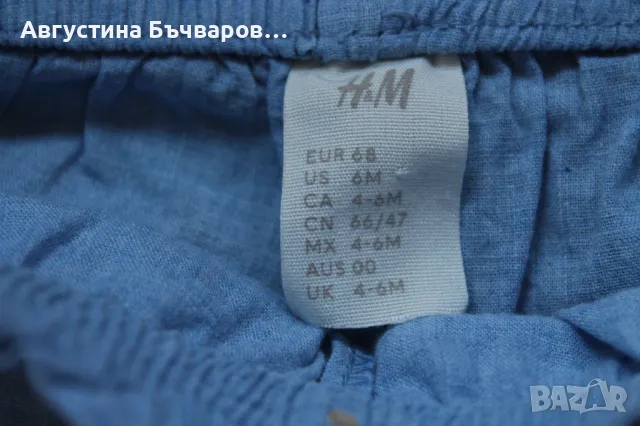 Августина Бъчваров...
H&M
EUR 68
US 6M
CA 4-6M
CN 66/47
MX 4-6M
AUS 00
UK 4-6M
BAZAR